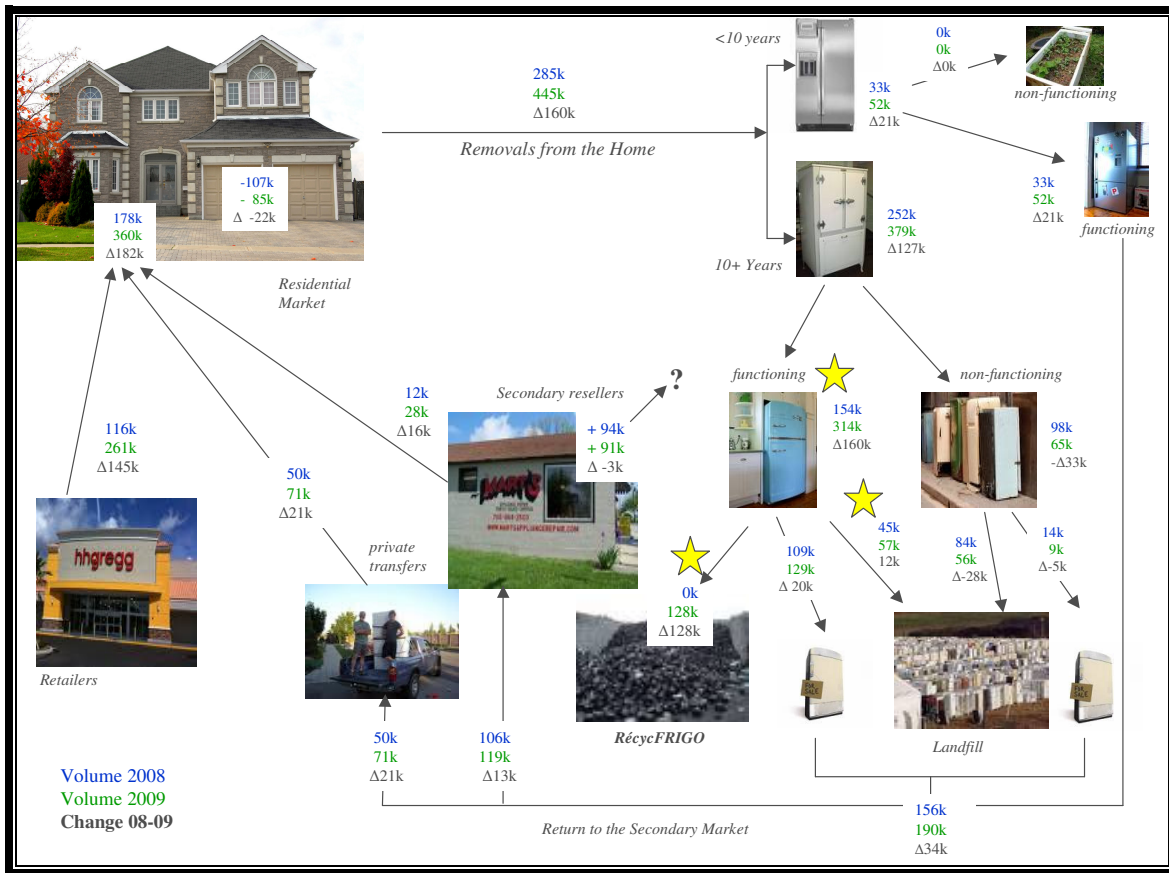 <10 years
0k
0k
Δ0k
non-functioning
285k
445k
Δ160k
Removals from the Home
33k
52k
Δ21k
33k
52k
Δ21k
functioning
-107k
- 85k
Δ -22k
178k
360k
Δ182k
252k
379k
Δ127k
10+ Years
Residential
Market
functioning
non-functioning
Secondary resellers
?
12k
28k
Δ16k
+ 94k
+ 91k
Δ -3k
154k
314k
Δ160k
98k
65k
-Δ33k
116k
261k
Δ145k
50k
71k
Δ21k
MART'S
hhgregg
private
transfers
0k
128k
Δ128k
109k
129k
Δ 20k
45k
57k
12k
84k
56k
Δ-28k
14k
9k
Δ-5k
Retailers
FOR
SALE
FOR
SALE
RécycFRIGO
Landfill
50k
71k
Δ21k
106k
119k
Δ13k
Volume 2008
Volume 2009
Change 08-09
Return to the Secondary Market
156k
190k
Δ34k